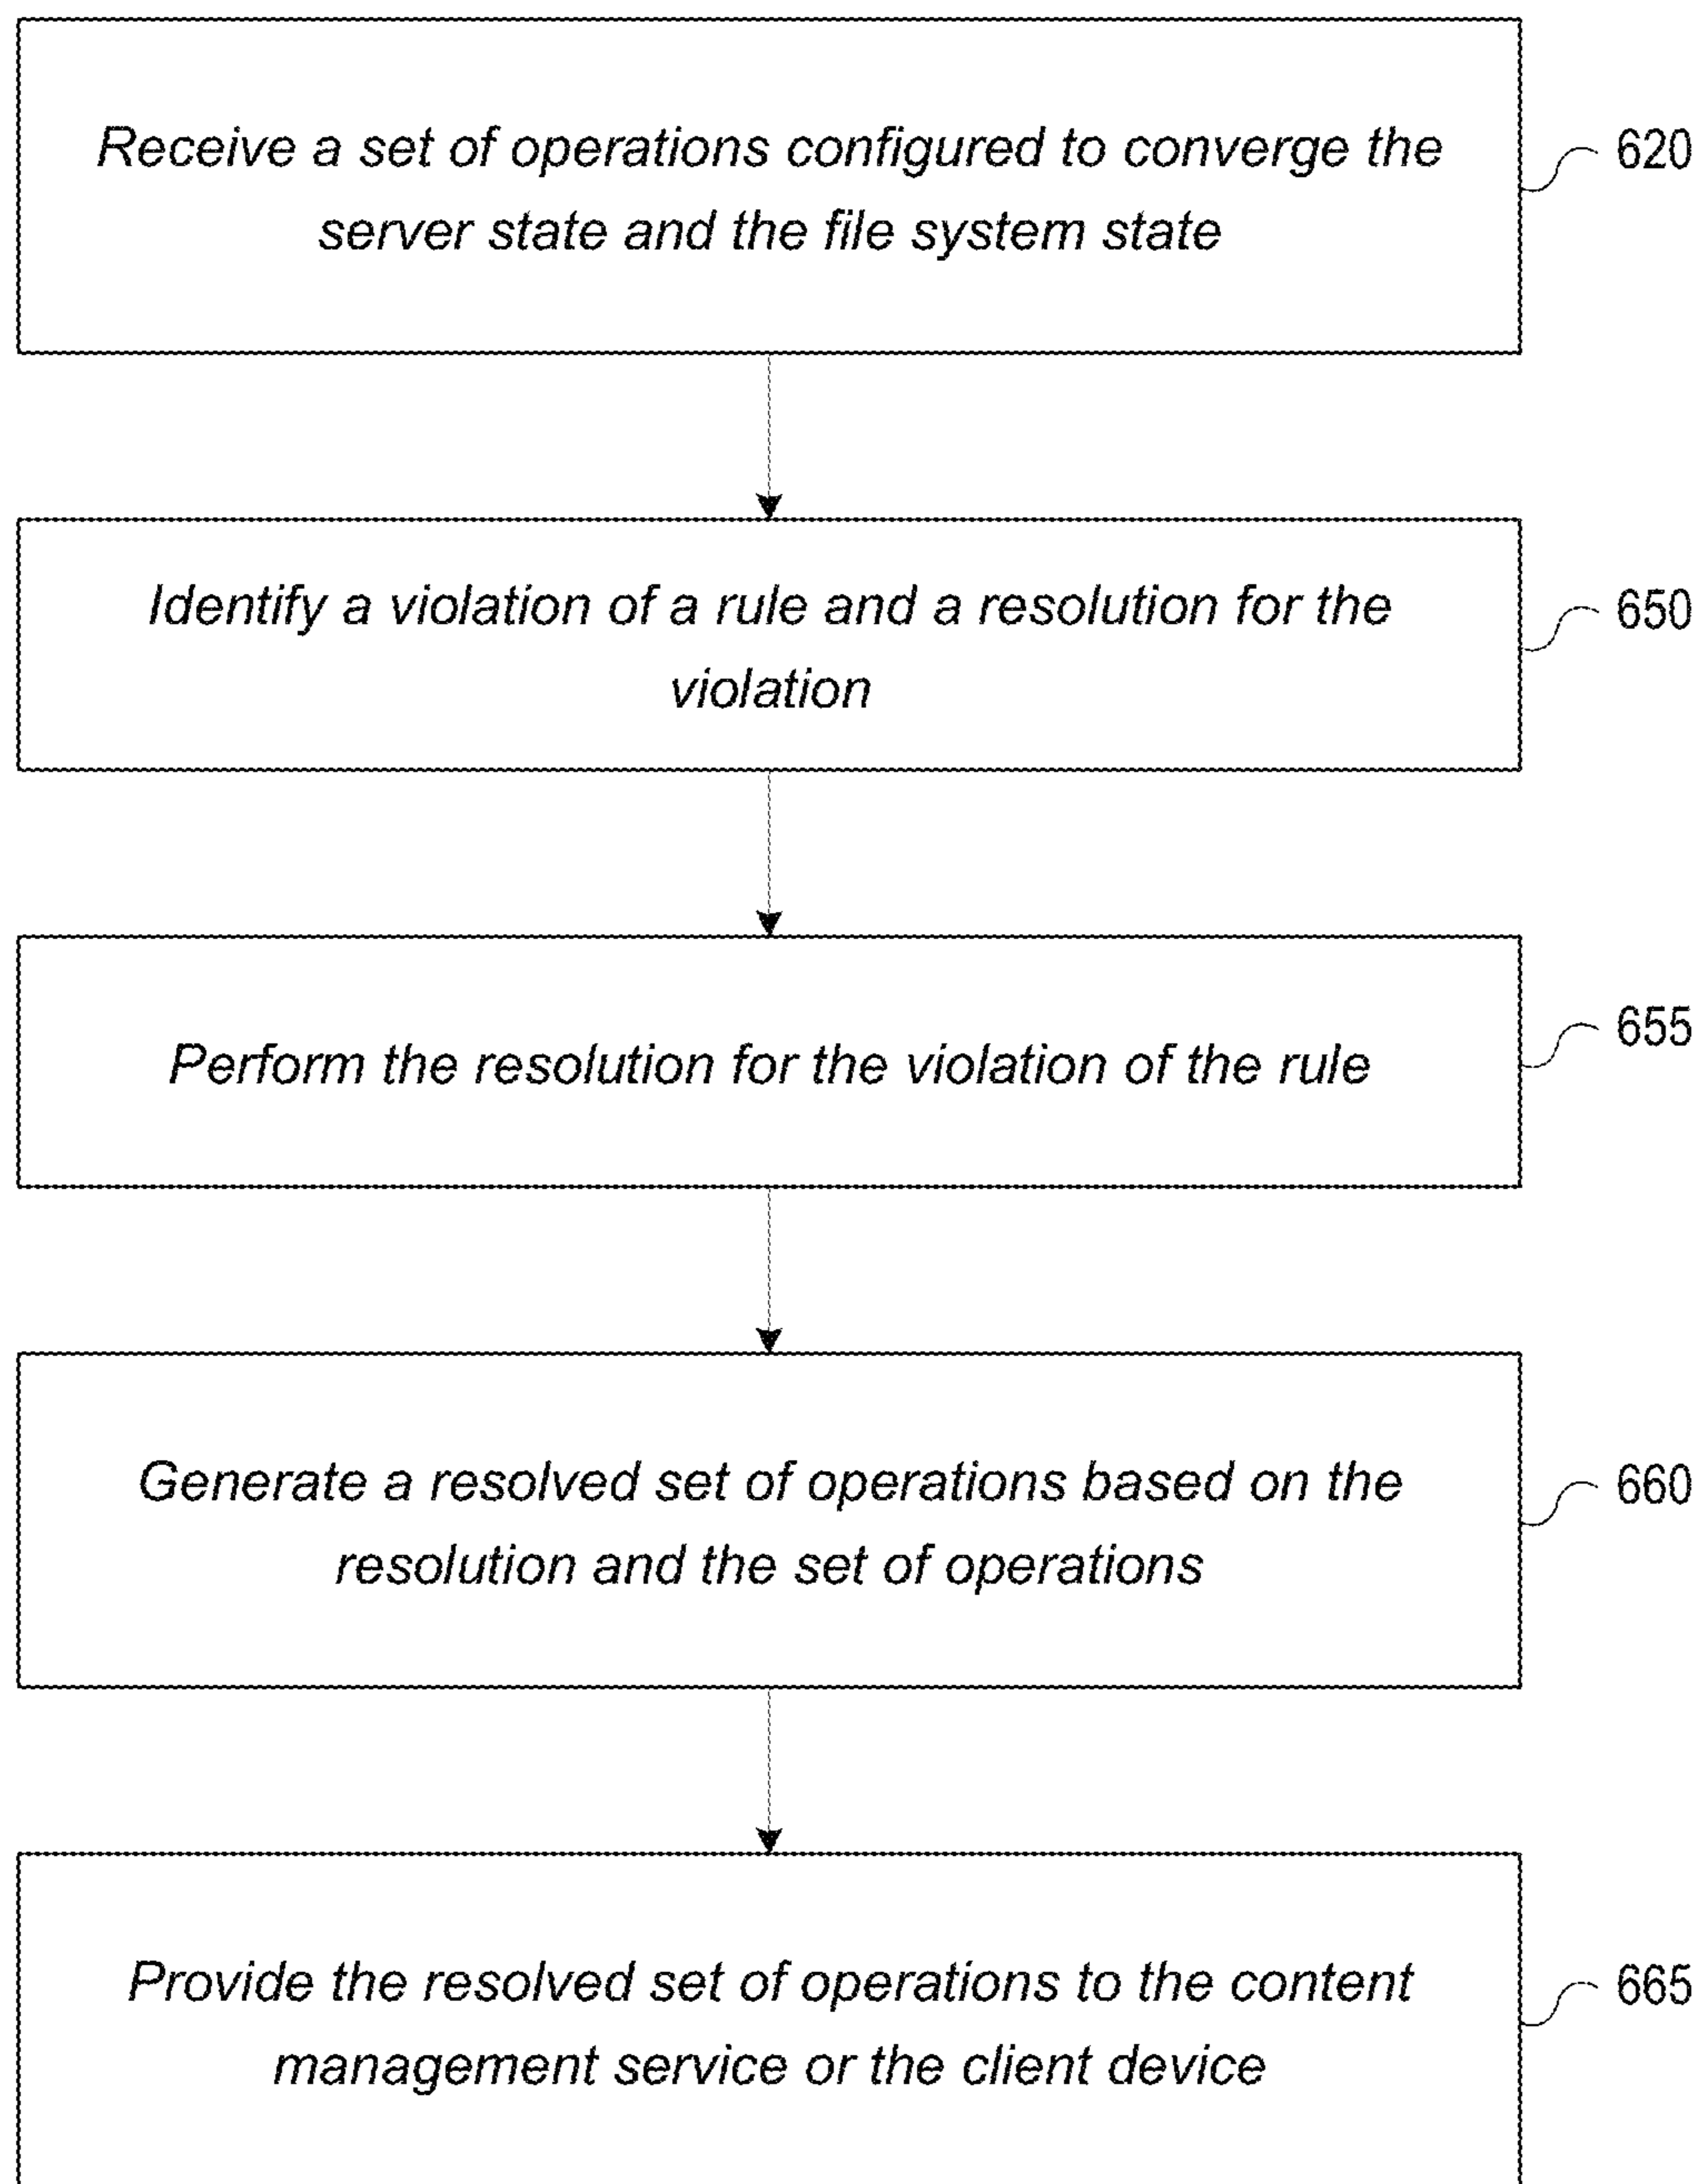 Receive a set of operations configured to converge the
server state and the file system state
620
Identify a violation of a rule and a resolution for the
violation
650
Perform the resolution for the violation of the rule
655
Generate a resolved set of operations based on the
resolution and the set of operations
660
Provide the resolved set of operations to the content
management service or the client device
665